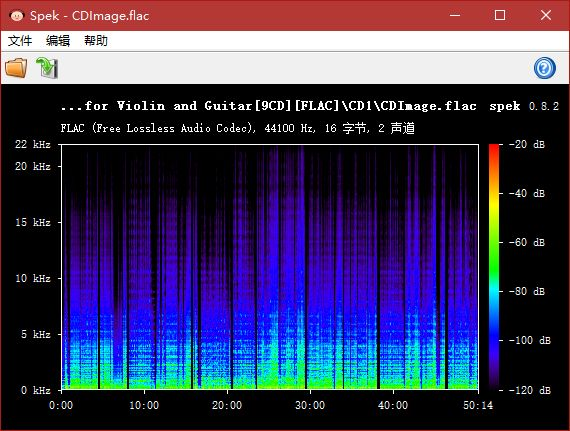 Spek - CDImage.flac
文件 编辑 帮助
...for Violin and Guitar[9CD][FLAC]\CD1\CDImage.flac spek 0.8.2
FLAC (Free Lossless Audio Codec), 44100 Hz, 16 字节, 2 声道
22 kHz
20 kHz
15 kHz
10 kHz
5 kHz
0 kHz
0:00 10:00 20:00 30:00 40:00 50:14
-20 dB
-40 dB
-60 dB
-80 dB
-100 dB
-120 dB